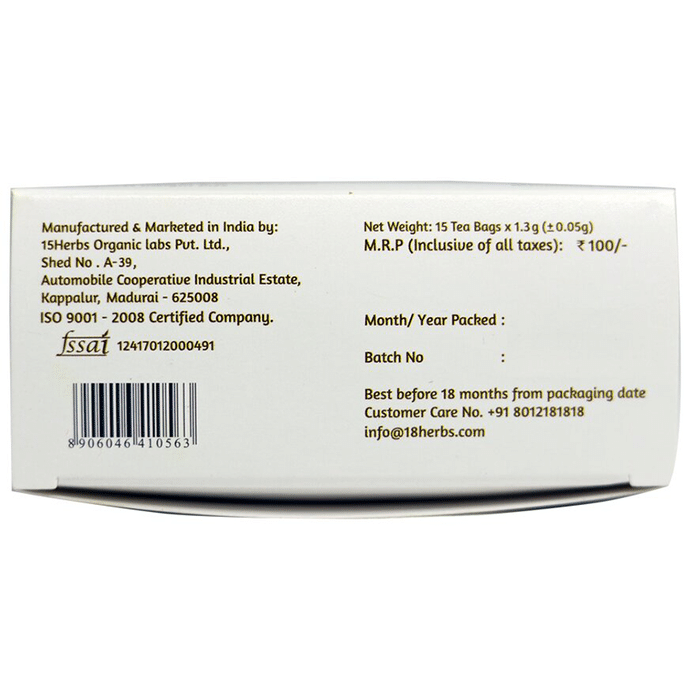 Manufactured & Marketed in India by:
15Herbs Organic labs Pvt. Ltd.,
Shed No . A-39,
Automobile Cooperative Industrial Estate,
Kappalur, Madurai - 625008
ISO 9001 - 2008 Certified Company.
fssai 12417012000491
8 906046 410563
Net Weight: 15 Tea Bags x 1.3g (±0.05g)
M.R.P (Inclusive of all taxes): ₹ 100/-
Month/ Year Packed :
Batch No :
Best before 18 months from packaging date
Customer Care No. +91 8012181818
info@18herbs.com